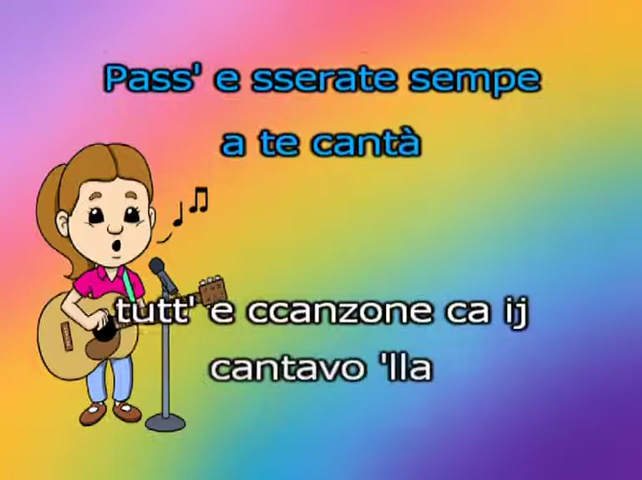 Pass' e sserate sempe
a te cantà
tutt' e ccanzone ca ij
cantavo 'lla